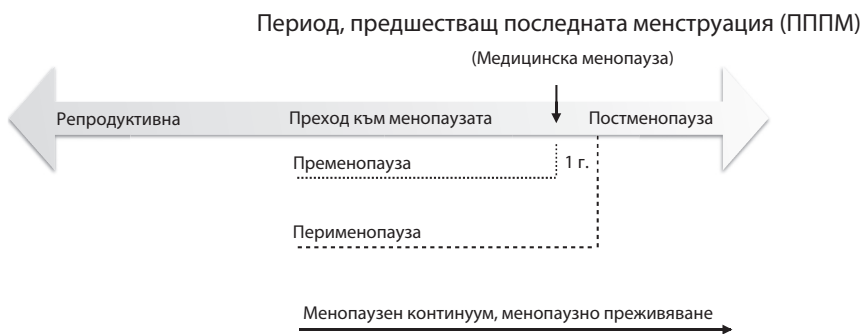 Период, предшестващ последната менструация (ПППМ)
(Медицинска менопауза)
Репродуктивна Преход към менопаузата Постменопауза
Пременопауза 1 г.
Перименопауза
Менопаузен континуум, менопаузно преживяване